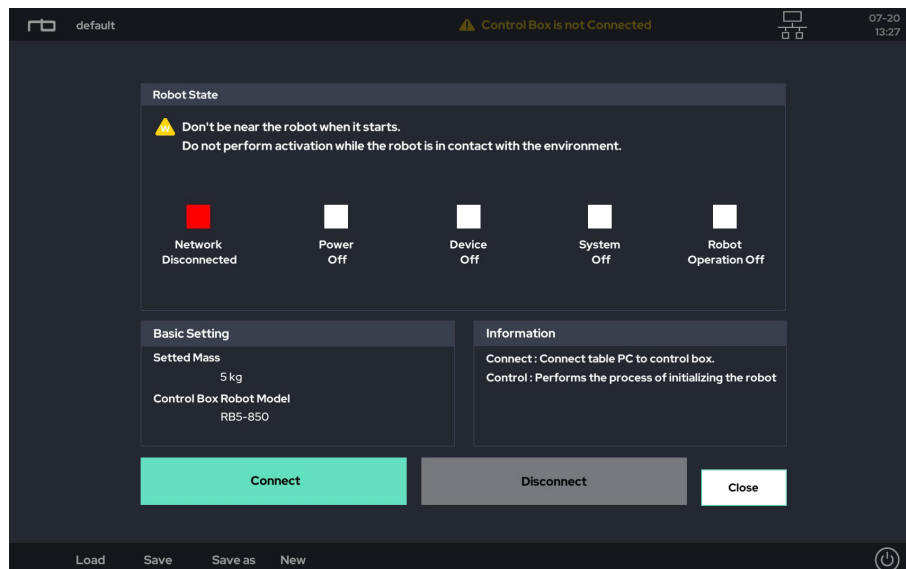 default
Control Box is not Connected
07-20
13:27
Robot State
Don't be near the robot when it starts.
Do not perform activation while the robot is in contact with the environment.
Network
Disconnected
Power
Off
Device
Off
System
Off
Robot
Operation Off
Basic Setting
Setted Mass
5 kg
Control Box Robot Model
RB5-850
Information
Connect : Connect table PC to control box.
Control : Performs the process of initializing the robot
Connect
Disconnect
Close
Load Save Save as New